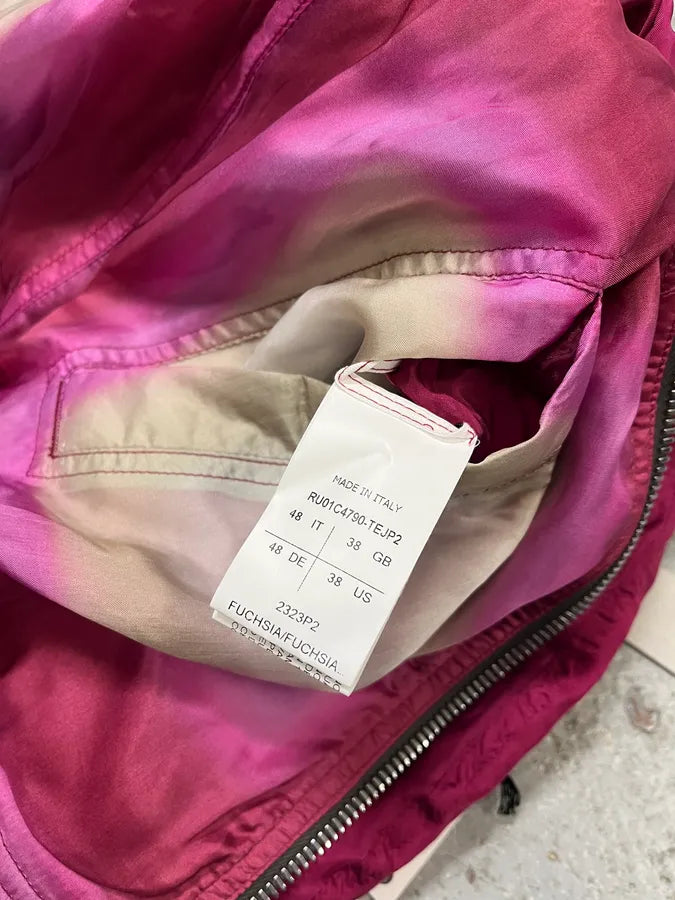 MADE IN ITALY
RU01C4790-TEJP2
48 IT 38 GB
48 DE 38 US
2323P2
FUCHSIA/FUCHSIA...